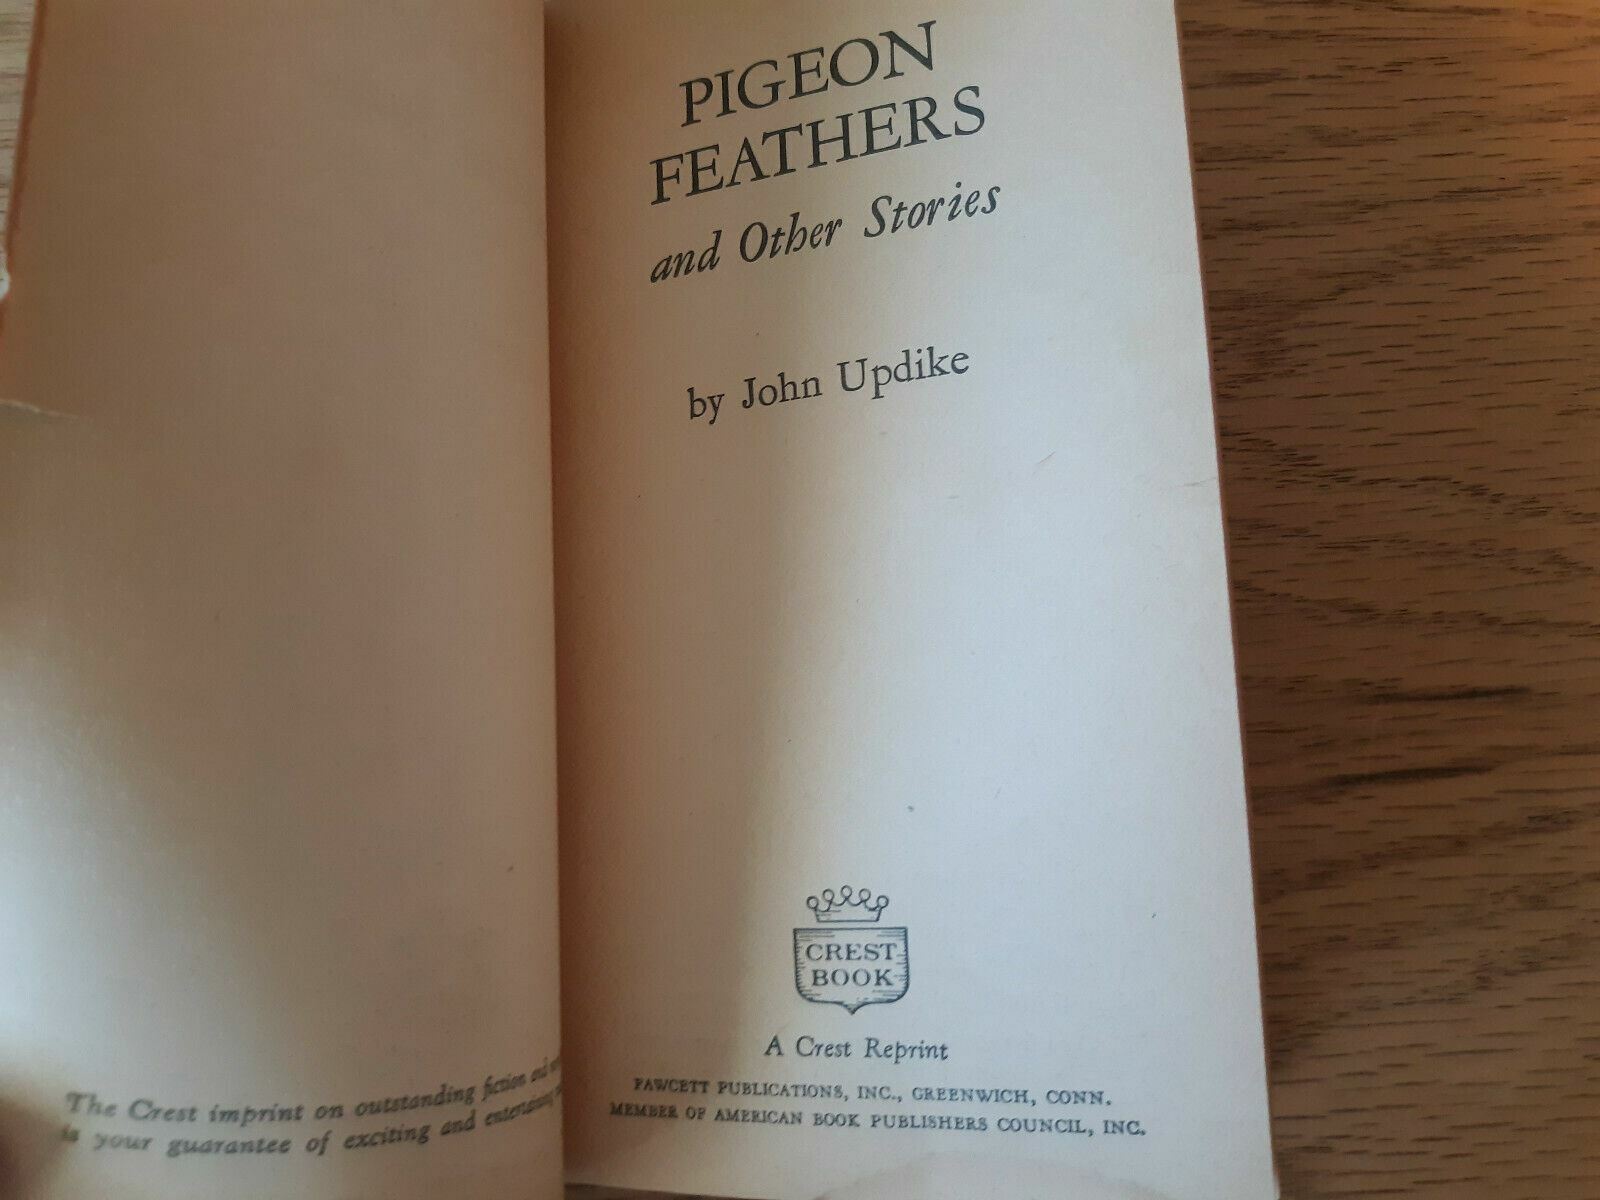 The Crest imprint on outstanding fiction and
is your guarantee of exciting and entertaining
PIGEON
FEATHERS
and Other Stories
by John Updike
CREST
BOOK
A Crest Reprint
FAWCETT PUBLICATIONS, INC., GREENWICH, CONN.
MEMBER OF AMERICAN BOOK PUBLISHERS COUNCIL, INC.